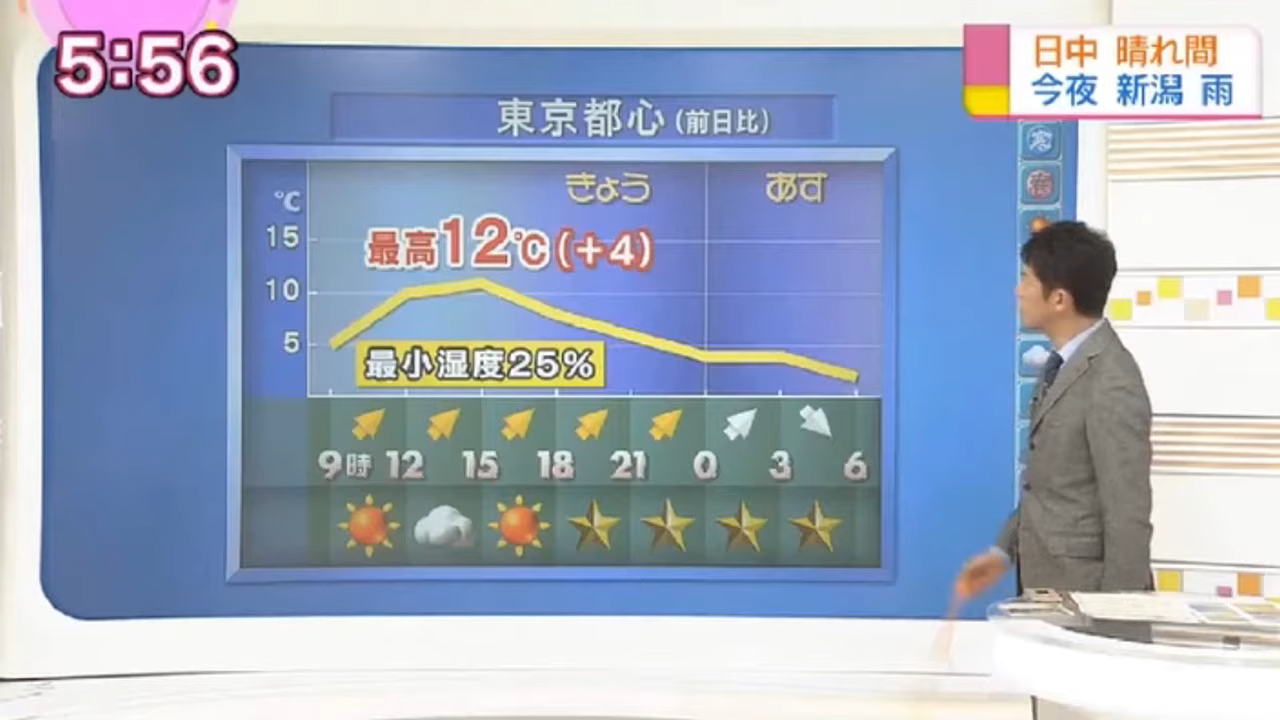 5:56
日中 晴れ間
今夜 新潟 雨
東京都心(前日比)
℃
きょう
あす
15
最高12℃(+4)
10
5
最小湿度25%
9時 12 15 18 21 0 3 6
寒